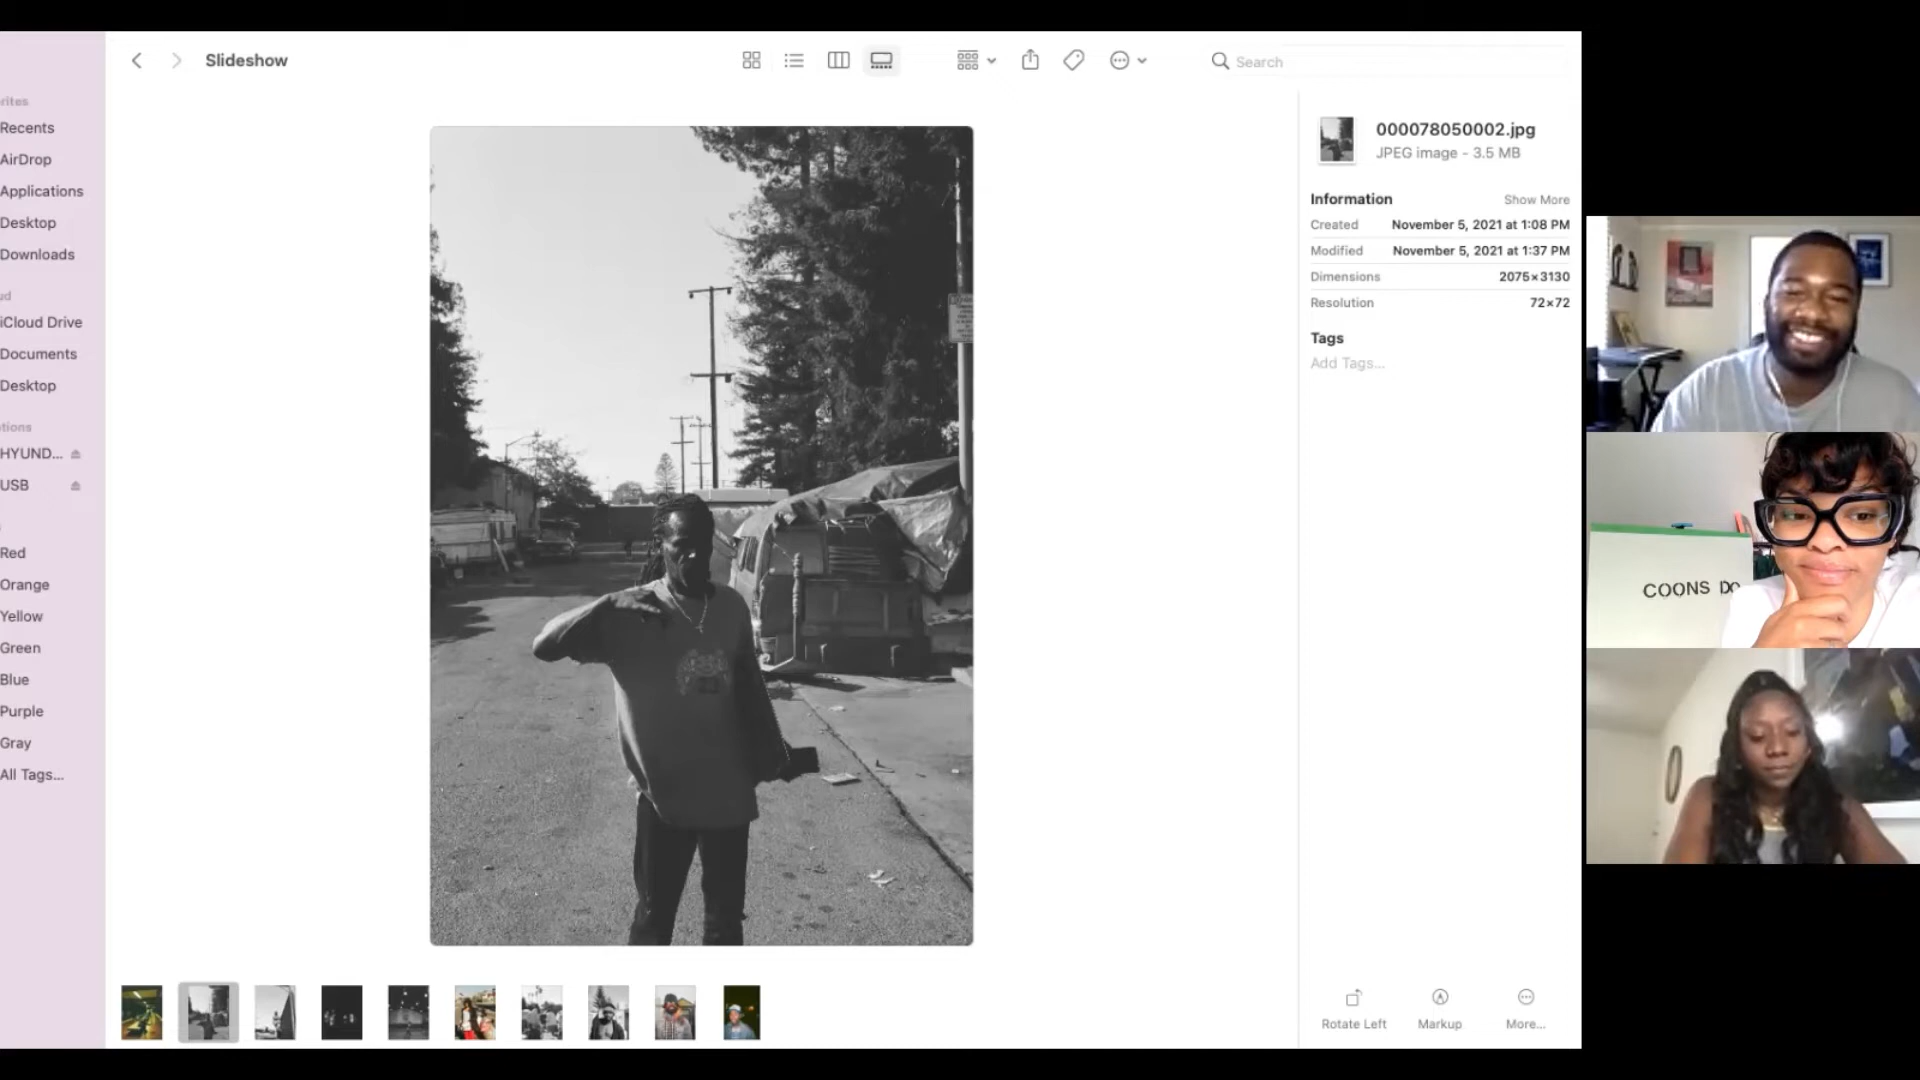 Slideshow
Search
rites
Recents
AirDrop
Applications
Desktop
Downloads
ud
iCloud Drive
Documents
Desktop
tions
HYUND...
USB
Red
Orange
Yellow
Green
Blue
Purple
Gray
All Tags...
000078050002.jpg
JPEG image - 3.5 MB
Information Show More
Created November 5, 2021 at 1:08 PM
Modified November 5, 2021 at 1:37 PM
Dimensions 2075×3130
Resolution 72×72
Tags
Add Tags...
Rotate Left Markup More...
COONS DO